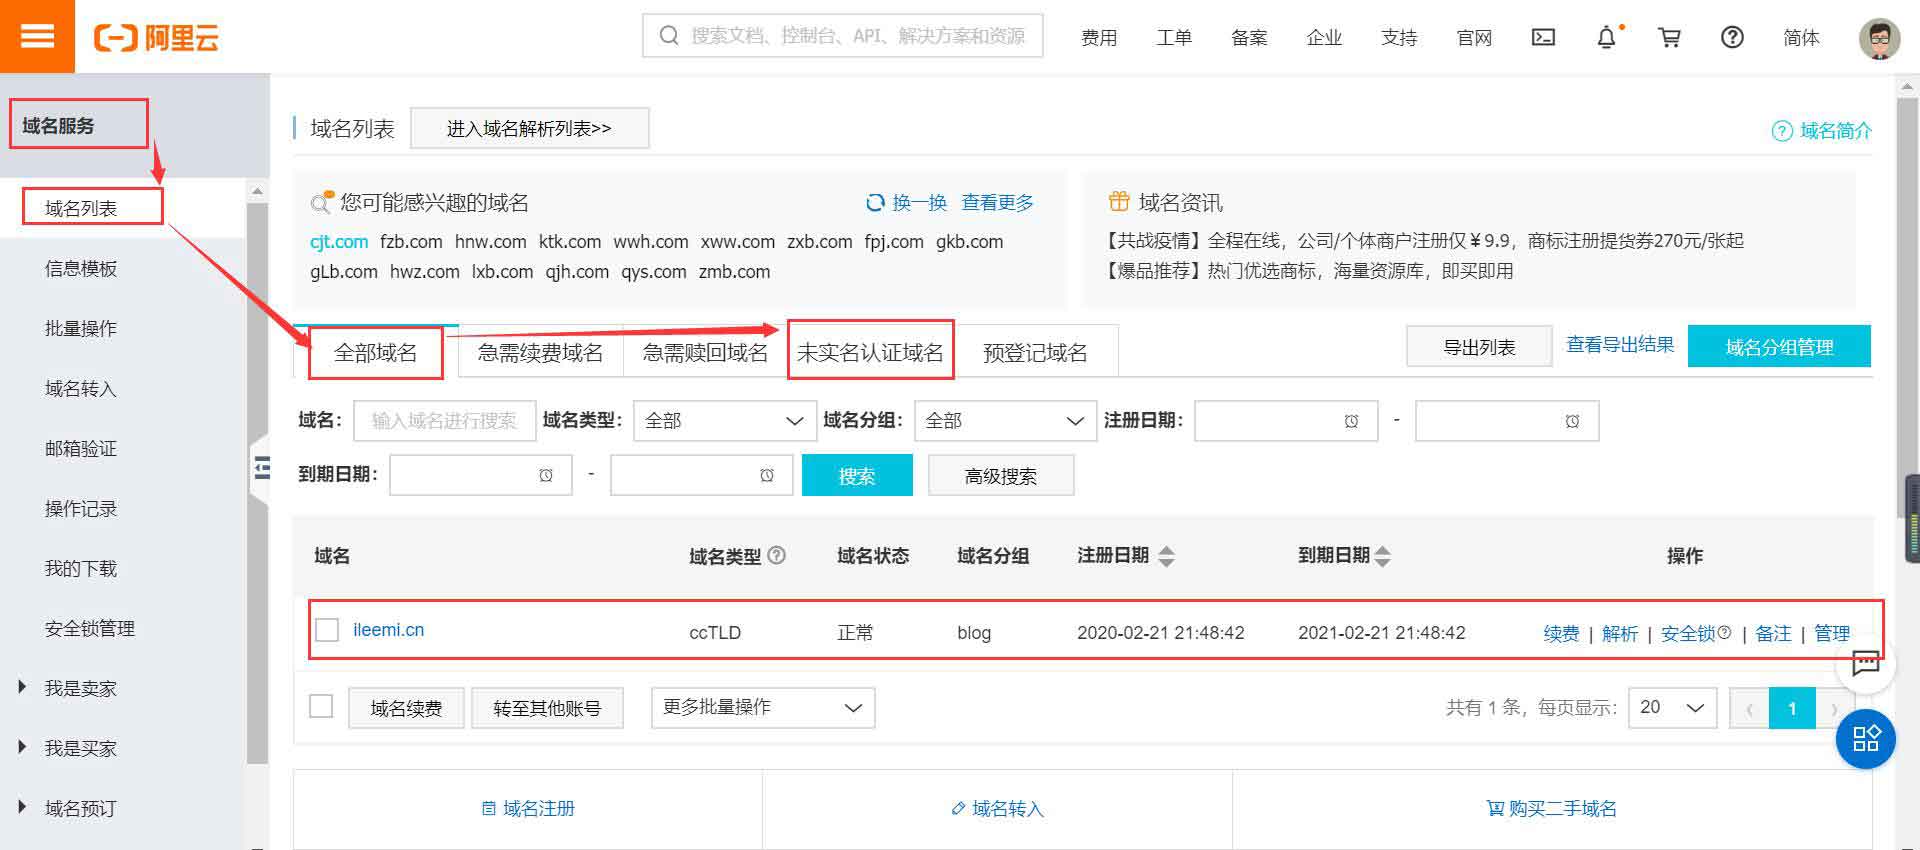 阿里云
搜索文档、控制台、API、解决方案和资源
费用 工单 备案 企业 支持 官网 简体
域名服务
域名列表
信息模板
批量操作
域名转入
邮箱验证
操作记录
我的下载
安全锁管理
我是卖家
我是买家
域名预订
域名列表 进入域名解析列表>> 域名简介
您可能感兴趣的域名 换一换 查看更多
cjt.com fzb.com hnw.com ktk.com wwh.com xww.com zxb.com fpj.com gkb.com
gLb.com hwz.com lxb.com qjh.com qys.com zmb.com
域名资讯
【共战疫情】全程在线，公司/个体商户注册仅￥9.9，商标注册提货券270元/张起
【爆品推荐】热门优选商标，海量资源库，即买即用
全部域名 急需续费域名 急需赎回域名 未实名认证域名 预登记域名 导出列表 查看导出结果 域名分组管理
域名： 输入域名进行搜索 域名类型： 全部 域名分组： 全部 注册日期： -
到期日期： - 搜索 高级搜索
域名 域名类型 域名状态 域名分组 注册日期 到期日期 操作
ileemi.cn ccTLD 正常 blog 2020-02-21 21:48:42 2021-02-21 21:48:42 续费 | 解析 | 安全锁 | 备注 | 管理
域名续费 转至其他账号 更多批量操作 共有 1 条，每页显示： 20 1
域名注册 域名转入 购买二手域名